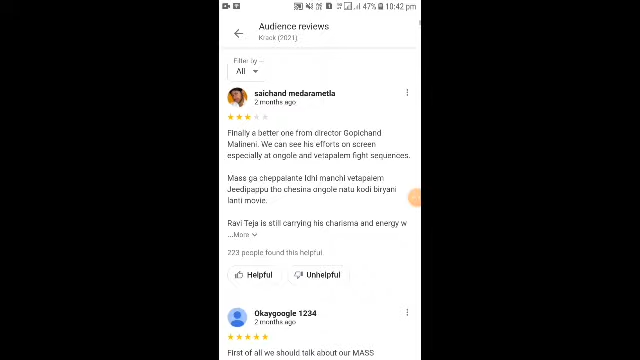 47% 10:42 pm
Audience reviews
Krack (2021)
Filter by
All
saichand medarametla
2 months ago
Finally a better one from director Gopichand
Malineni. We can see his efforts on screen
especially at ongole and vetapalem fight sequences.
Mass ga cheppalante Idhi manchi vetapalem
Jeedipappu tho chesina ongole natu kodi biryani
lanti movie.
Ravi Teja is still carrying his charisma and energy w
...More
223 people found this helpful.
Helpful Unhelpful
Okaygoogle 1234
2 months ago
First of all we should talk about our MASS